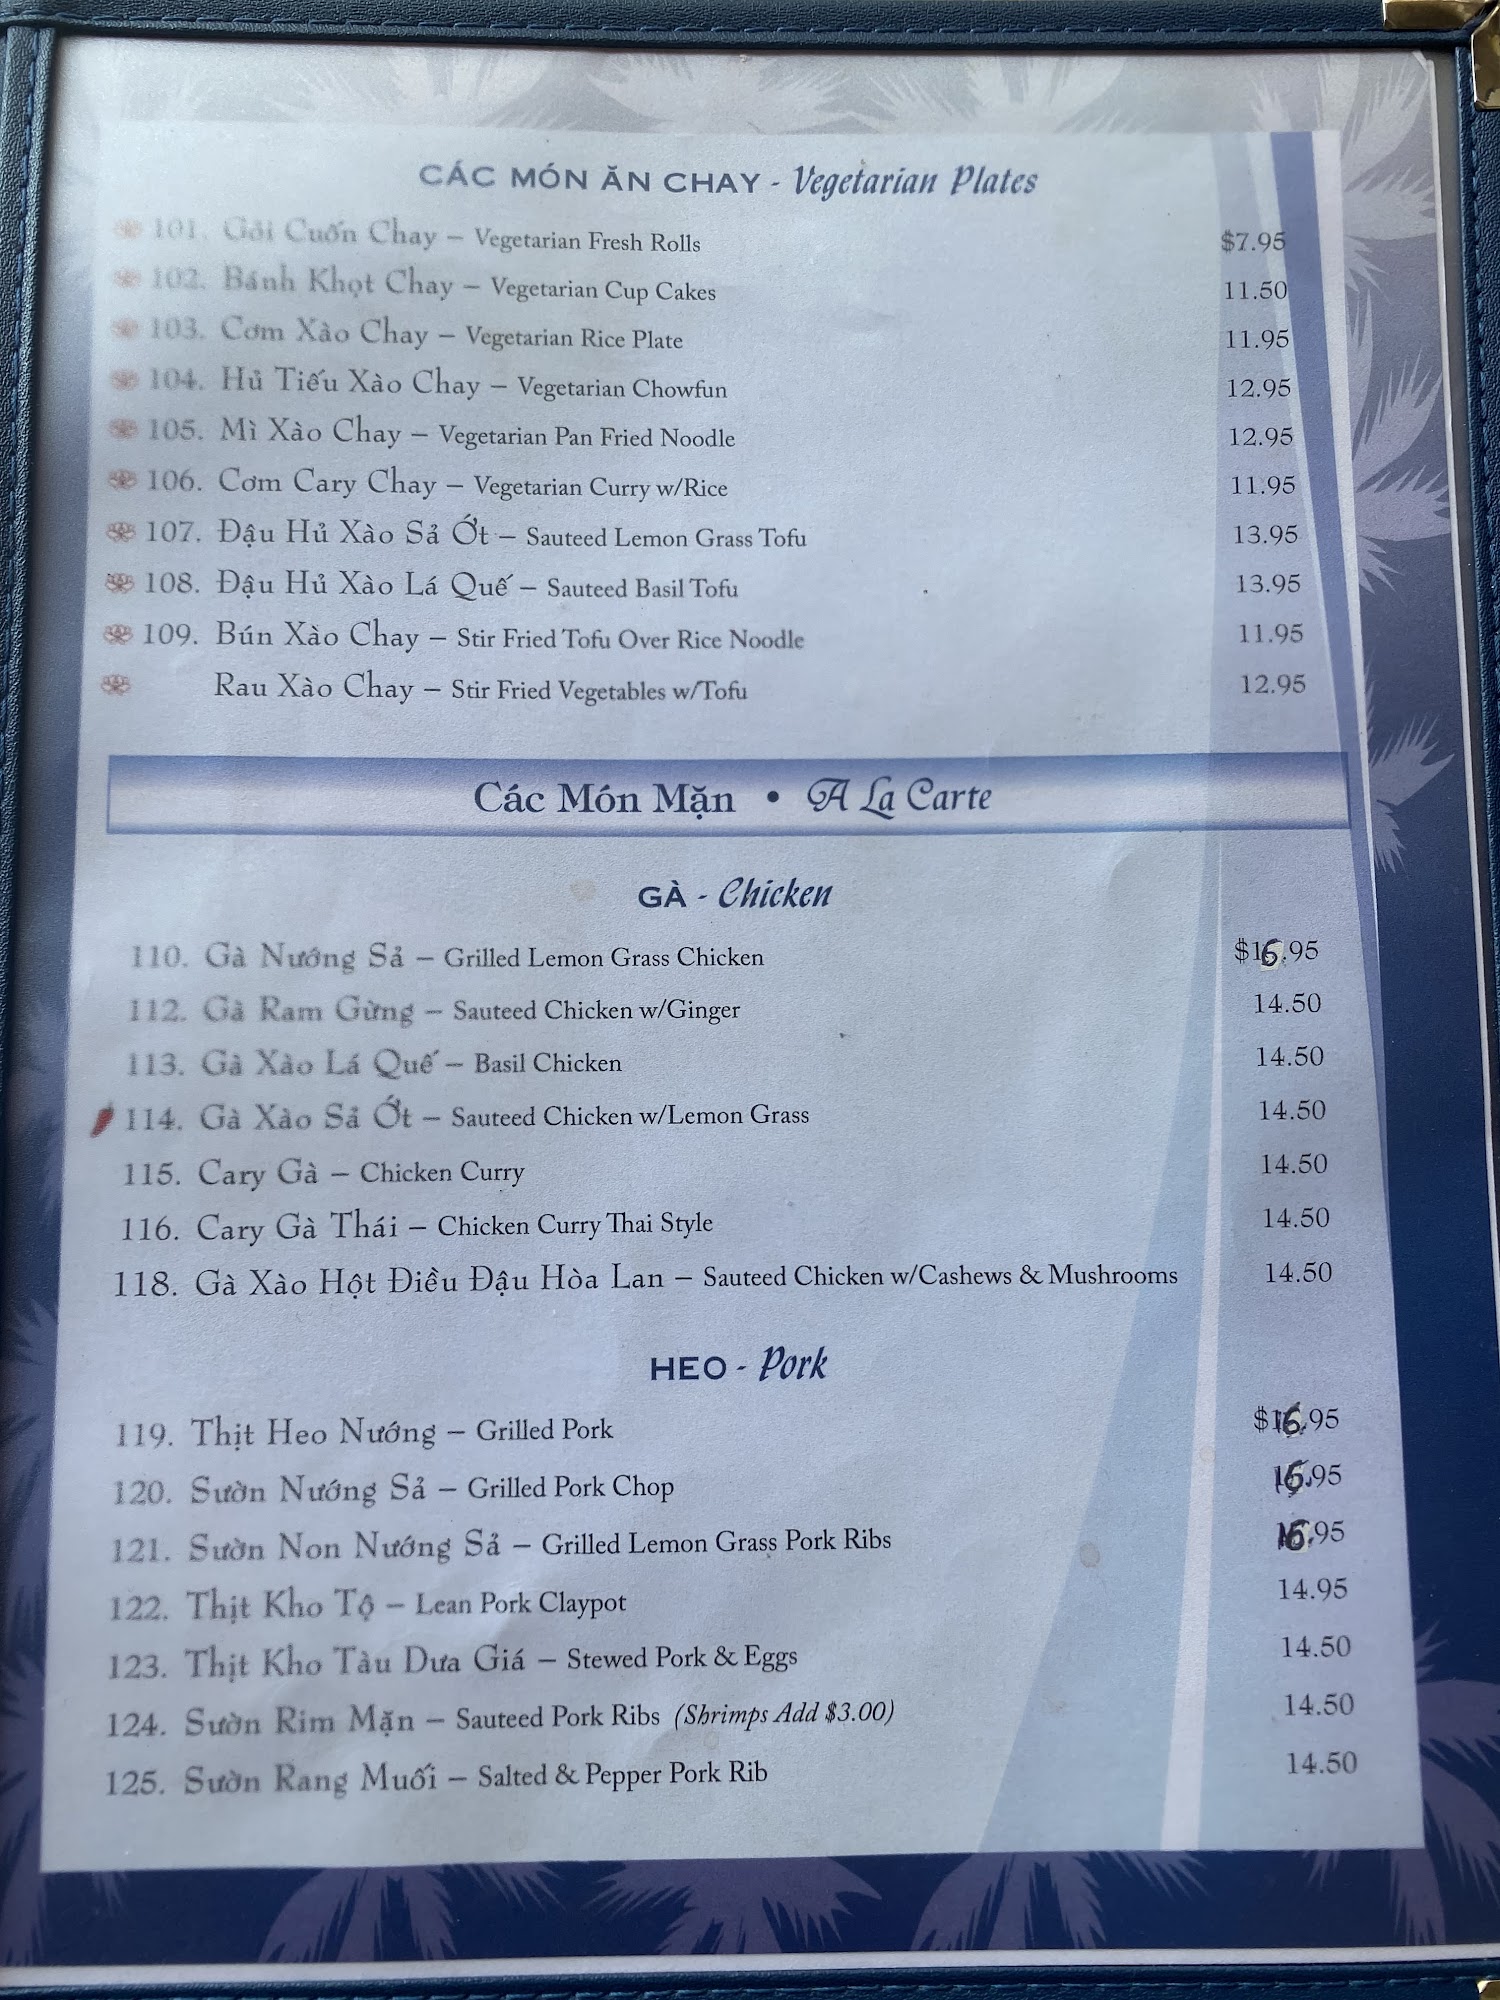 CÁC MÓN ĂN CHAY - Vegetarian Plates
101. Gỏi Cuốn Chay – Vegetarian Fresh Rolls $7.95
102. Bánh Khọt Chay – Vegetarian Cup Cakes 11.50
103. Cơm Xào Chay – Vegetarian Rice Plate 11.95
104. Hủ Tiếu Xào Chay – Vegetarian Chowfun 12.95
105. Mì Xào Chay – Vegetarian Pan Fried Noodle 12.95
106. Cơm Cary Chay – Vegetarian Curry w/Rice 11.95
107. Đậu Hủ Xào Sả Ớt – Sauteed Lemon Grass Tofu 13.95
108. Đậu Hủ Xào Lá Quế – Sauteed Basil Tofu 13.95
109. Bún Xào Chay – Stir Fried Tofu Over Rice Noodle 11.95
Rau Xào Chay – Stir Fried Vegetables w/Tofu 12.95
Các Món Mặn • A La Carte
GÀ - Chicken
110. Gà Nướng Sả – Grilled Lemon Grass Chicken $16.95
112. Gà Ram Gừng – Sauteed Chicken w/Ginger 14.50
113. Gà Xào Lá Quế – Basil Chicken 14.50
114. Gà Xào Sả Ớt – Sauteed Chicken w/Lemon Grass 14.50
115. Cary Gà – Chicken Curry 14.50
116. Cary Gà Thái – Chicken Curry Thai Style 14.50
118. Gà Xào Hột Điều Đậu Hòa Lan – Sauteed Chicken w/Cashews & Mushrooms 14.50
HEO - Pork
119. Thịt Heo Nướng – Grilled Pork $16.95
120. Sườn Nướng Sả – Grilled Pork Chop 16.95
121. Sườn Non Nướng Sả – Grilled Lemon Grass Pork Ribs 16.95
122. Thịt Kho Tộ – Lean Pork Claypot 14.95
123. Thịt Kho Tàu Dưa Giá – Stewed Pork & Eggs 14.50
124. Sườn Rim Mặn – Sauteed Pork Ribs (Shrimps Add $3.00) 14.50
125. Sườn Rang Muối – Salted & Pepper Pork Rib 14.50